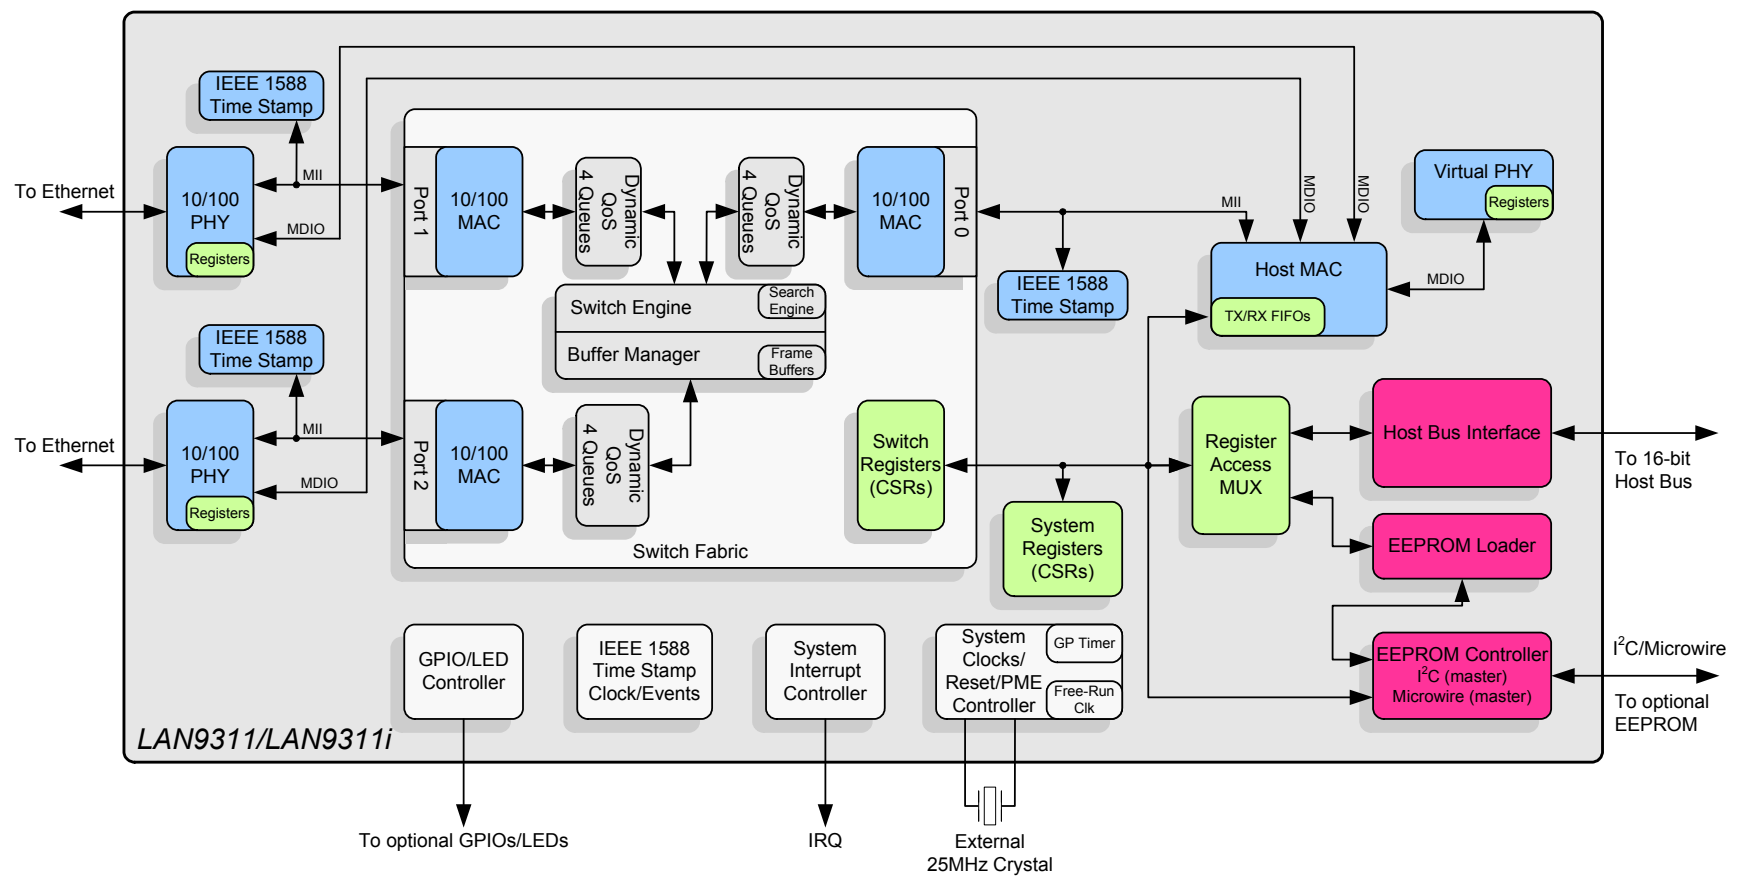 IEEE 1588
Time Stamp
To Ethernet
10/100
PHY
Registers
MII
MDIO
Port 1
10/100
MAC
Dynamic
QoS
4 Queues
Dynamic
QoS
4 Queues
10/100
MAC
Port 0
MII
MDIO
MDIO
Virtual PHY
Registers
MDIO
Host MAC
TX/RX FIFOs
IEEE 1588
Time Stamp
Switch Engine
Search
Engine
Buffer Manager
Frame
Buffers
IEEE 1588
Time Stamp
To Ethernet
10/100
PHY
Registers
MII
MDIO
Port 2
10/100
MAC
Dynamic
QoS
4 Queues
Switch
Registers
(CSRs)
Switch Fabric
System
Registers
(CSRs)
Register
Access
MUX
Host Bus Interface
To 16-bit
Host Bus
EEPROM Loader
EEPROM Controller
I2C (master)
Microwire (master)
I2C/Microwire
To optional
EEPROM
GPIO/LED
Controller
IEEE 1588
Time Stamp
Clock/Events
System
Interrupt
Controller
System
Clocks/
Reset/PME
Controller
GP Timer
Free-Run
Clk
LAN9311/LAN9311i
To optional GPIOs/LEDs
IRQ
External
25MHz Crystal